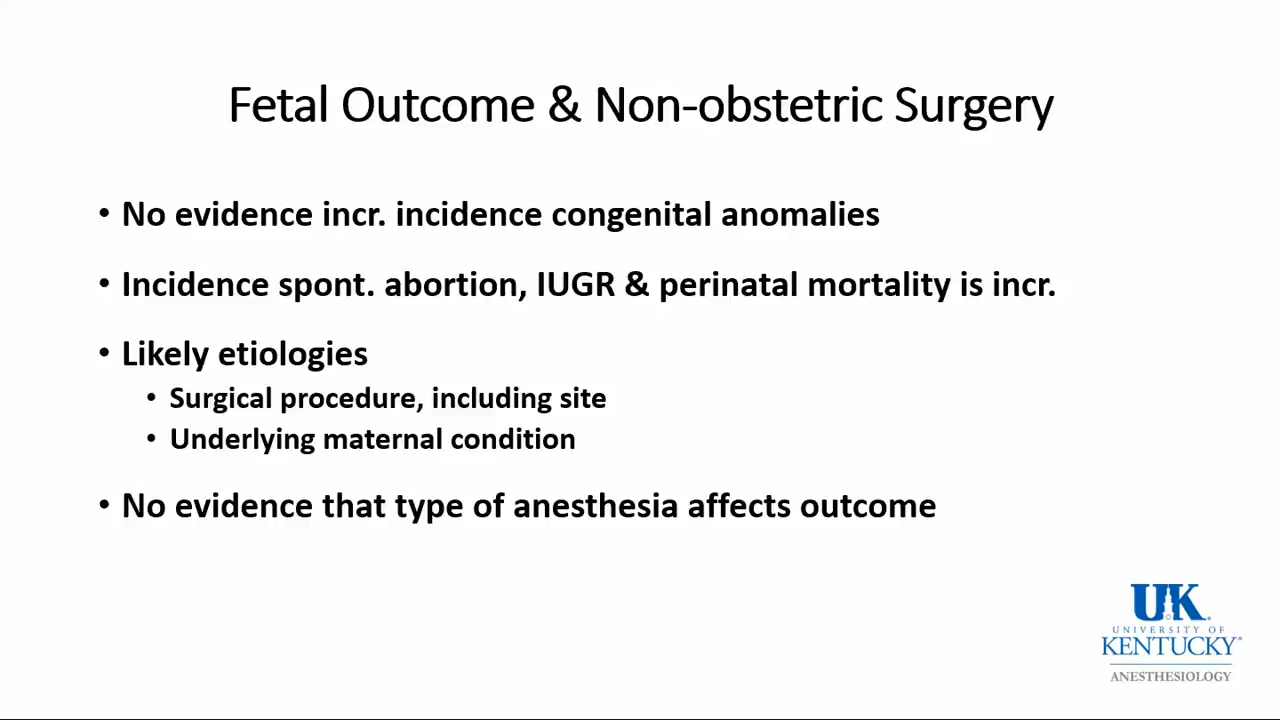 Fetal Outcome & Non-obstetric Surgery
• No evidence incr. incidence congenital anomalies
• Incidence spont. abortion, IUGR & perinatal mortality is incr.
• Likely etiologies
• Surgical procedure, including site
• Underlying maternal condition
• No evidence that type of anesthesia affects outcome
UK
UNIVERSITY OF
KENTUCKY®
ANESTHESIOLOGY